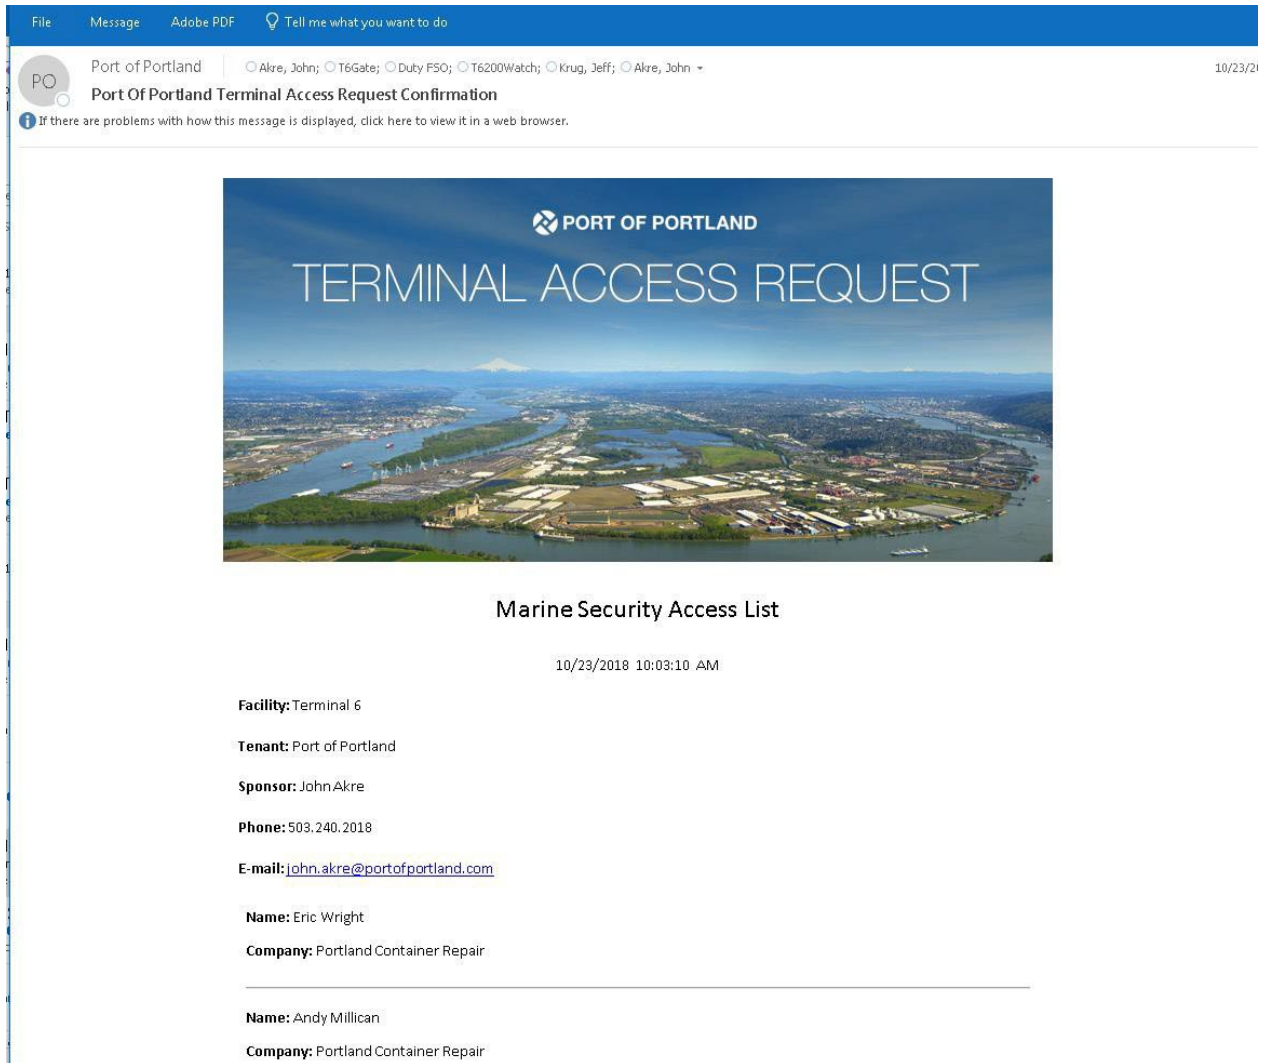 File Message Adobe PDF Tell me what you want to do
PO
Port of Portland Akre, John; T6Gate; Duty FSO; T6200Watch; Krug, Jeff; Akre, John
Port Of Portland Terminal Access Request Confirmation
If there are problems with how this message is displayed, click here to view it in a web browser.
PORT OF PORTLAND
TERMINAL ACCESS REQUEST
Marine Security Access List
10/23/2018 10:03:10 AM
Facility: Terminal 6
Tenant: Port of Portland
Sponsor: John Akre
Phone: 503.240.2018
E-mail: john.akre@portofportland.com
Name: Eric Wright
Company: Portland Container Repair
Name: Andy Millican
Company: Portland Container Repair